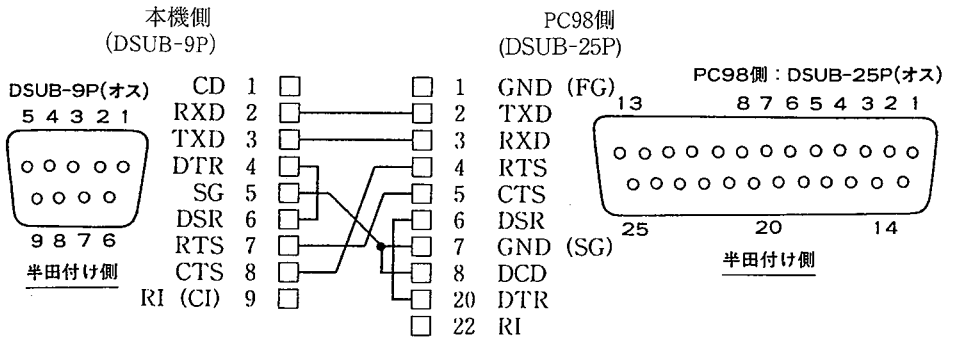 本機側
(DSUB-9P)
PC98側
(DSUB-25P)
DSUB-9P(オス)
5 4 3 2 1
9 8 7 6
半田付け側
CD 1
RXD 2
TXD 3
DTR 4
SG 5
DSR 6
RTS 7
CTS 8
RI (CI) 9
1 GND (FG)
2 TXD
3 RXD
4 RTS
5 CTS
6 DSR
7 GND (SG)
8 DCD
20 DTR
22 RI
PC98側：DSUB-25P(オス)
13 8 7 6 5 4 3 2 1
25 20 14
半田付け側